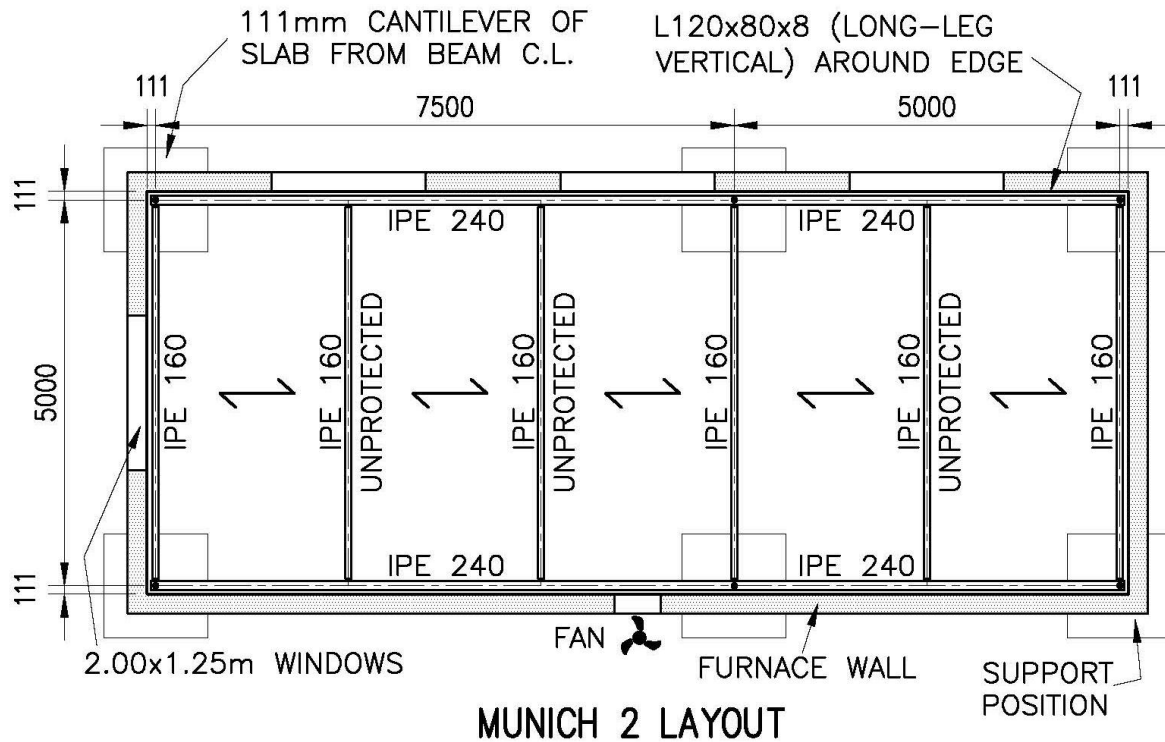 111mm CANTILEVER OF
SLAB FROM BEAM C.L.
L120x80x8 (LONG-LEG
VERTICAL) AROUND EDGE
111
7500
5000
111
111
IPE 240
IPE 240
5000
IPE 160
IPE 160
UNPROTECTED
IPE 160
UNPROTECTED
IPE 160
IPE 160
UNPROTECTED
IPE 160
IPE 240
IPE 240
111
FAN
2.00x1.25m WINDOWS
FURNACE WALL
SUPPORT
POSITION
MUNICH 2 LAYOUT